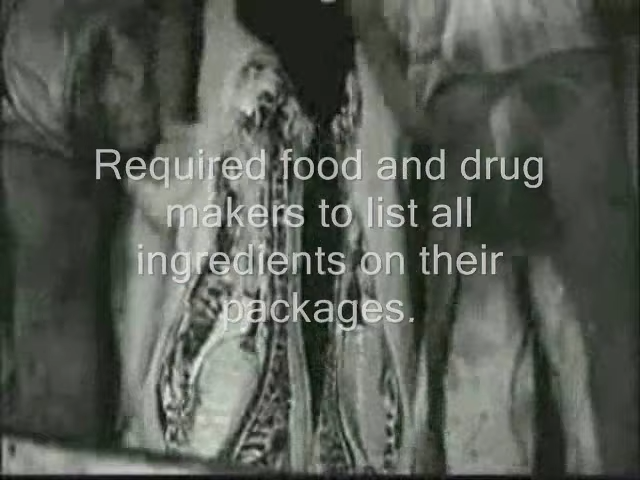 Required food and drug
makers to list all
ingredients on their
packages.